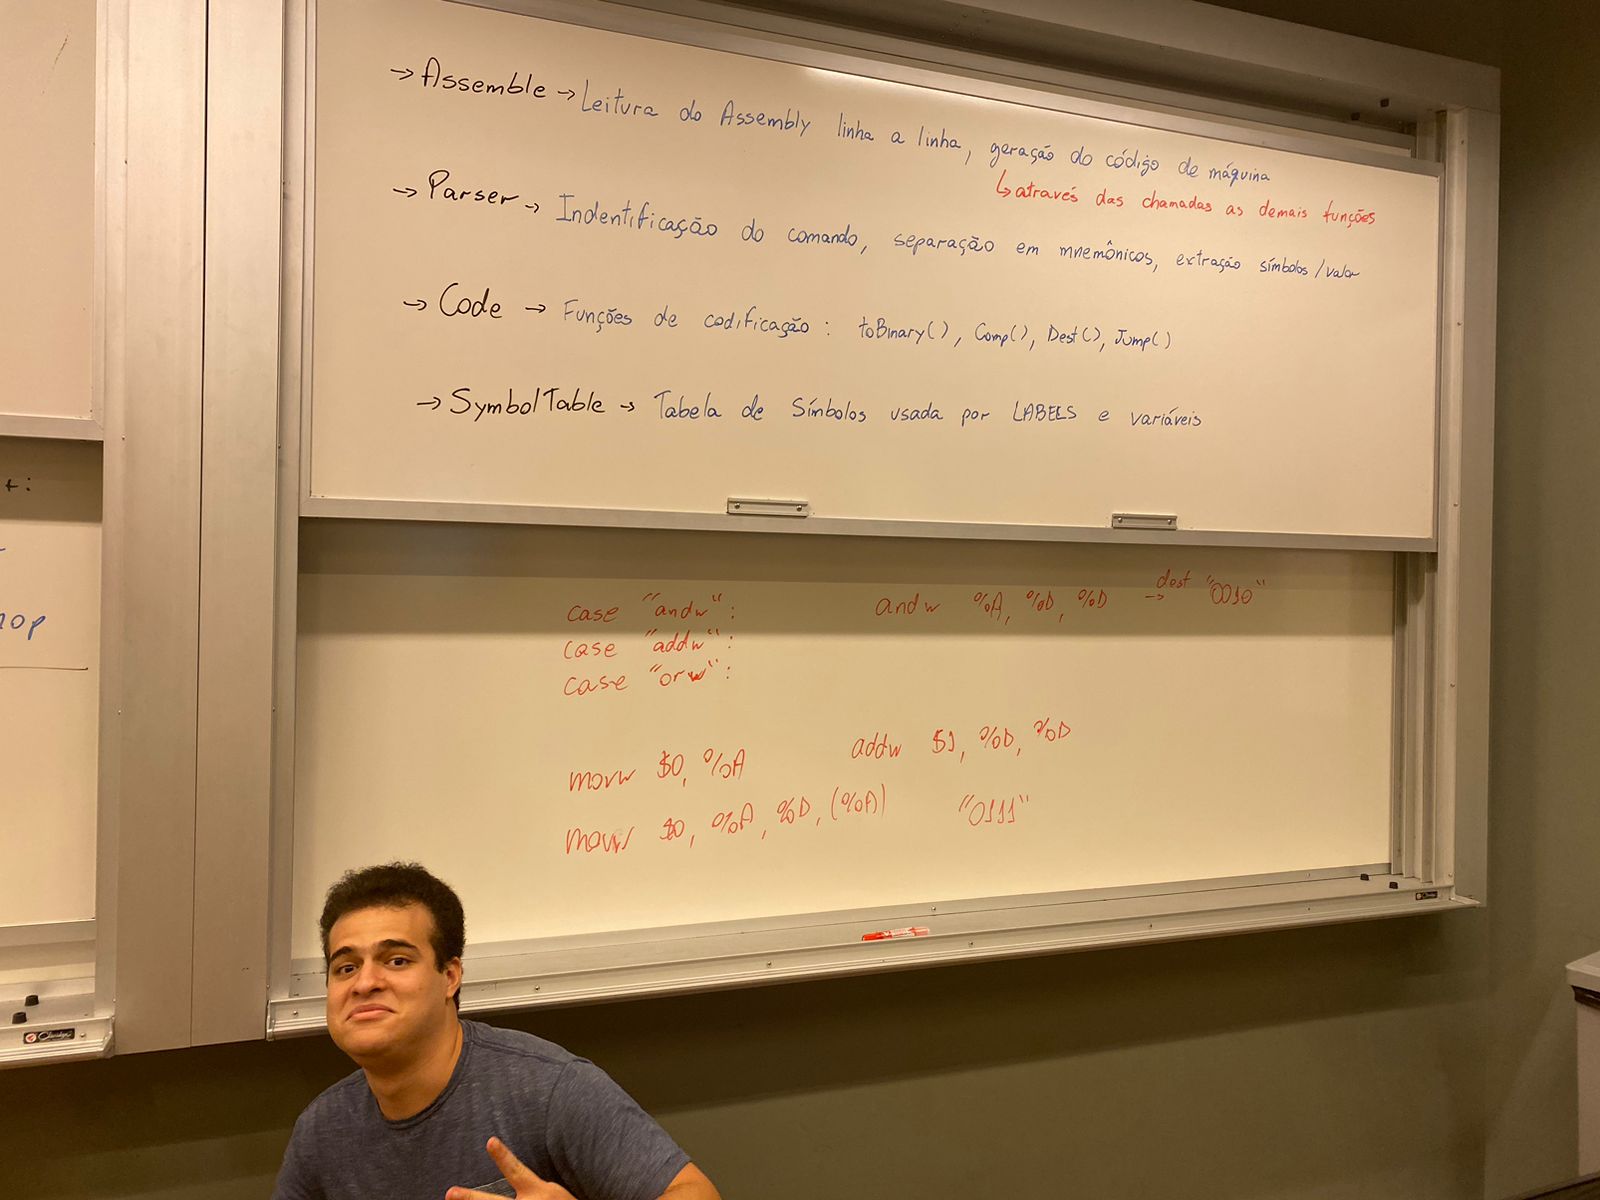 → Assemble → Leitura do Assembly linha a linha, geração do código de máquina
↳ através das chamadas as demais funções
→ Parser → Indentificação do comando, separação em mnemônicos, extração símbolos/valor
→ Code → Funções de codificação : toBinary(), Comp(), Dest(), Jump()
→ SymbolTable → Tabela de Símbolos usada por LABELS e variáveis
case "andw": andw %A, %D, %D → dest "0010"
case "addw":
case "orw":
movw $0, %A addw $1, %D, %D
movw $0, %A, %D, (%A) "0111"
nop